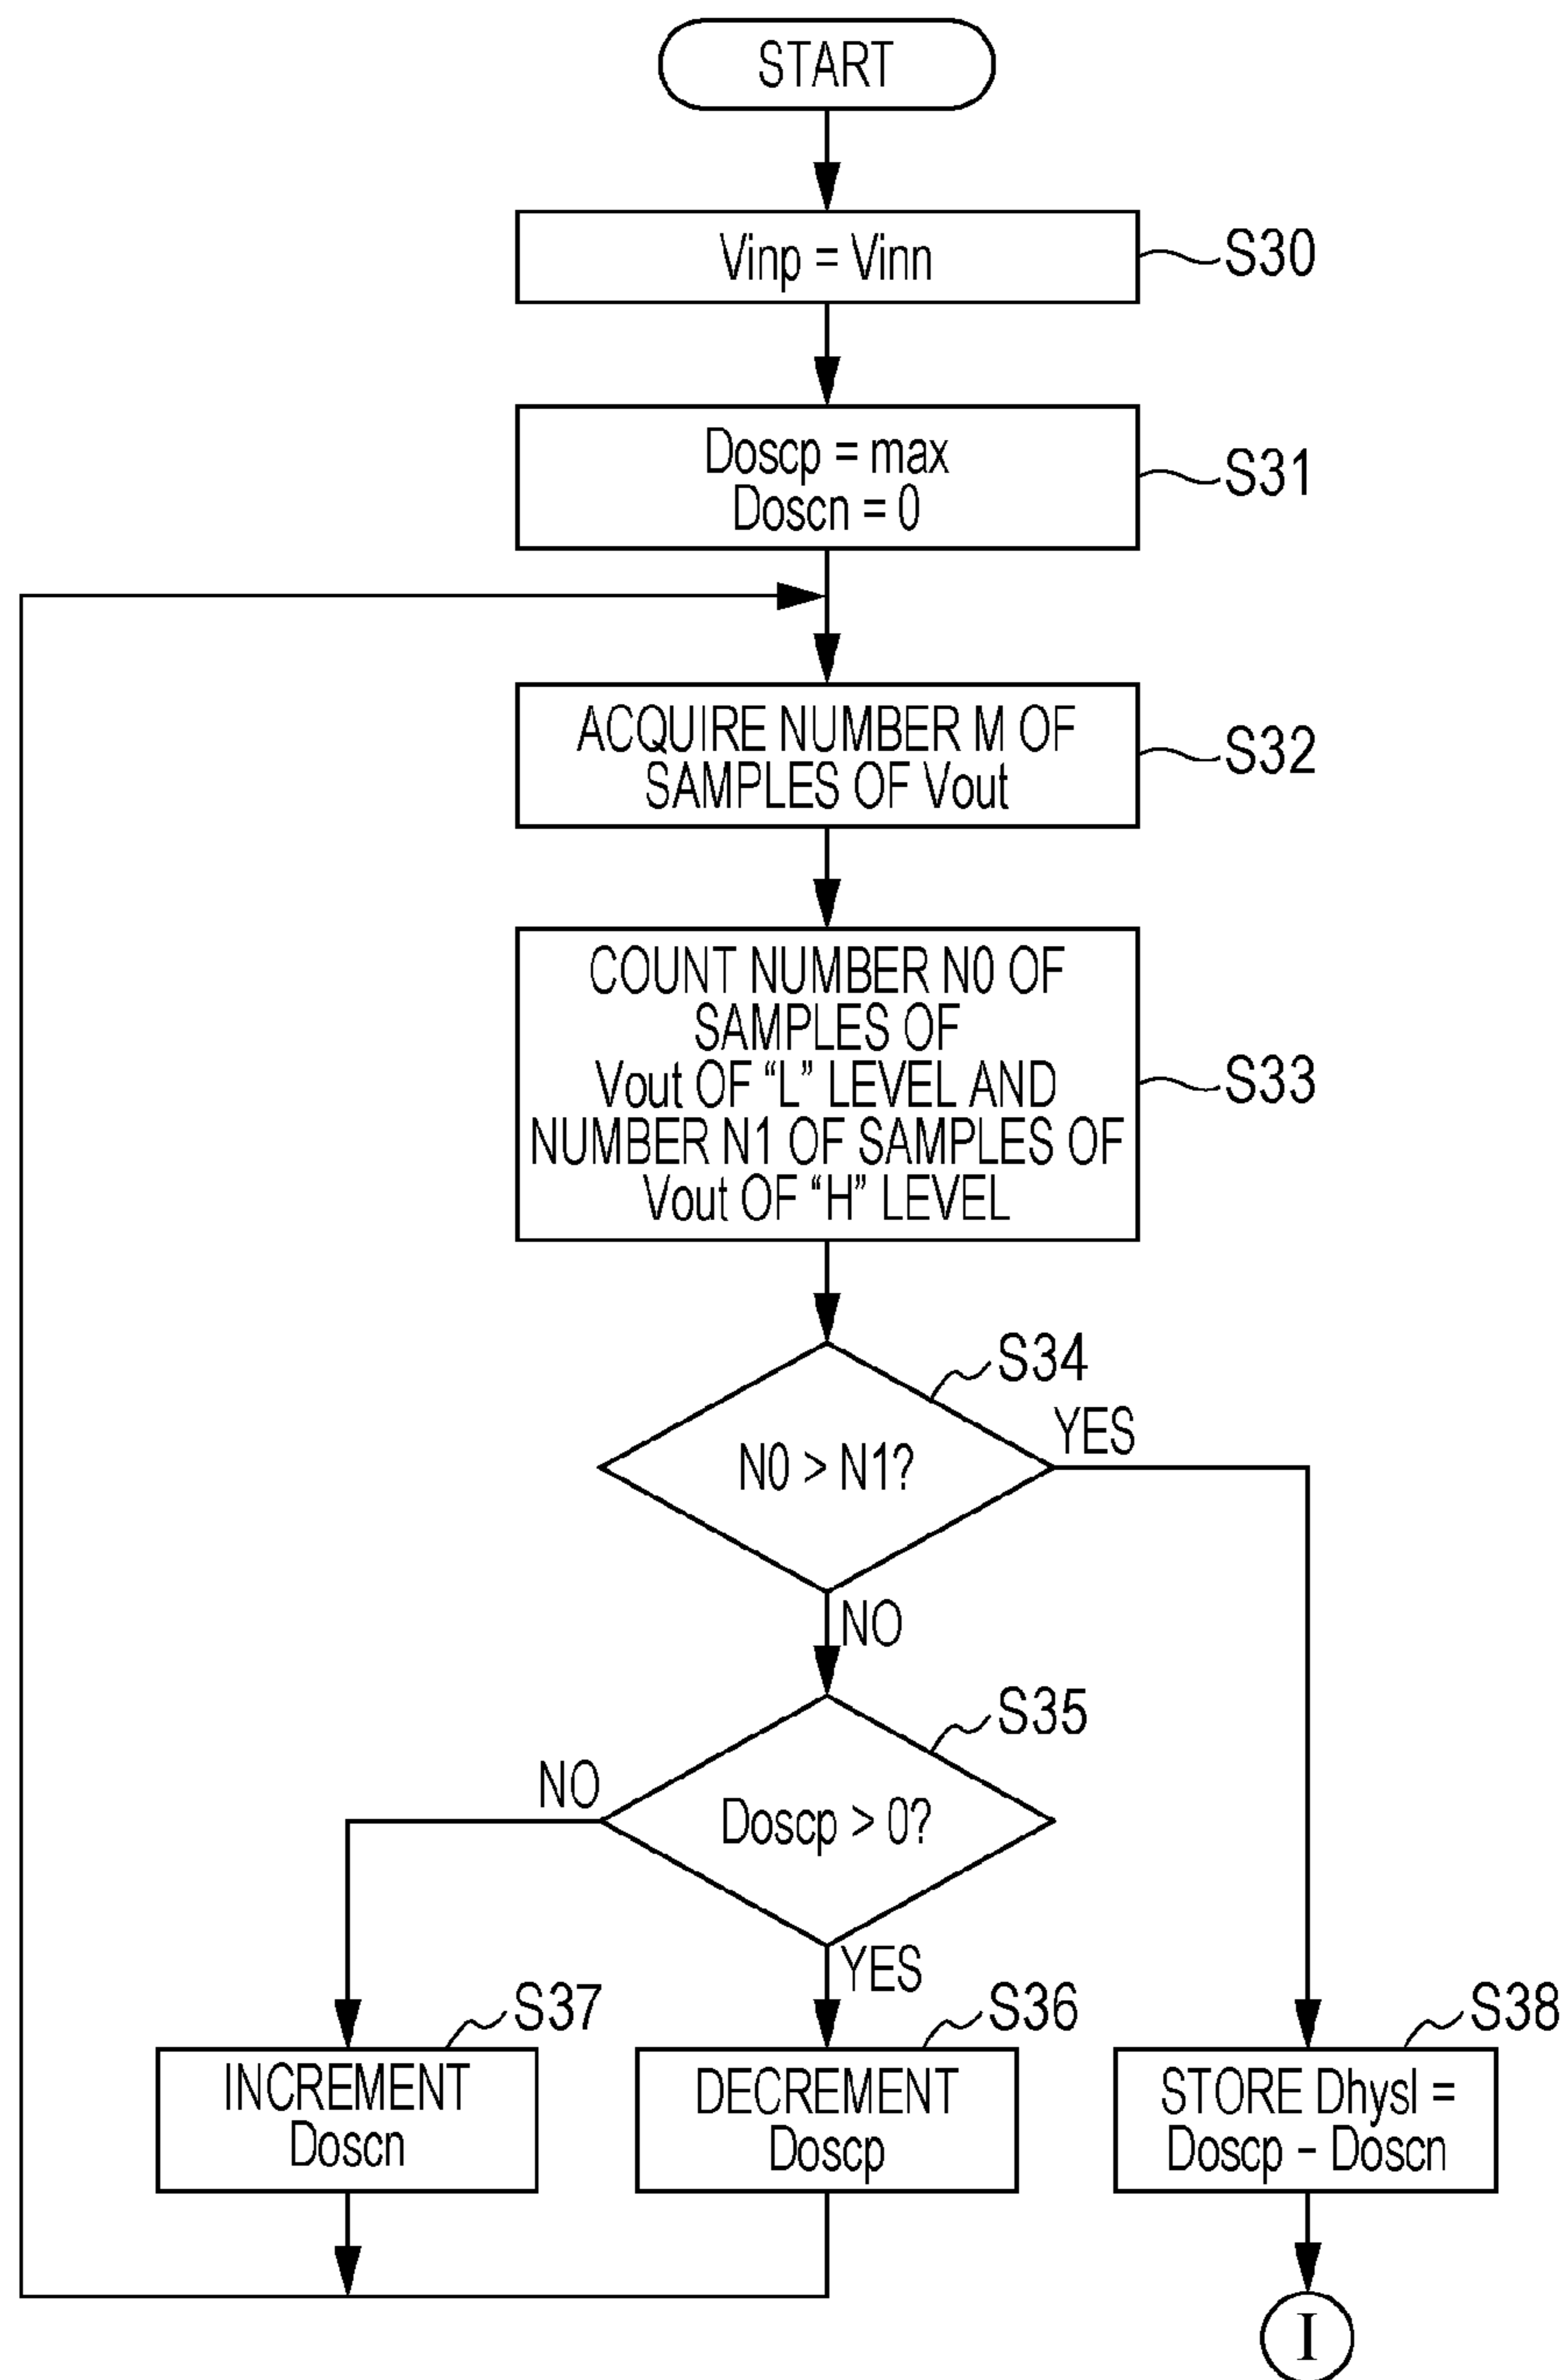 START
Vinp = Vinn
S30
Doscp = max
Doscn = 0
S31
ACQUIRE NUMBER M OF
SAMPLES OF Vout
S32
COUNT NUMBER N0 OF
SAMPLES OF
Vout OF “L” LEVEL AND
NUMBER N1 OF SAMPLES OF
Vout OF “H” LEVEL
S33
S34
N0 > N1?
YES
NO
S35
Doscp > 0?
NO
YES
S37
INCREMENT
Doscn
S36
DECREMENT
Doscp
S38
STORE Dhysl =
Doscp – Doscn
I